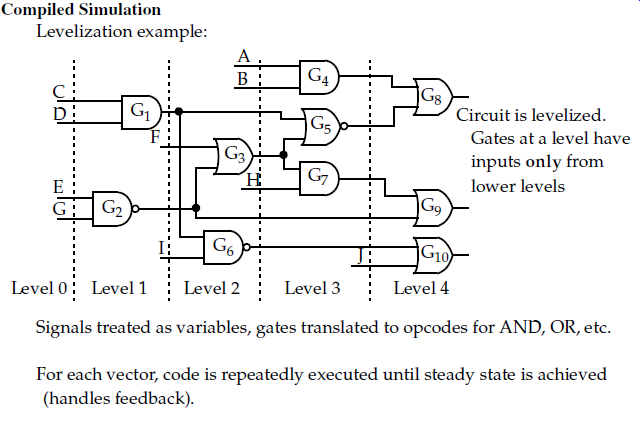 Compiled Simulation
Levelization example:
A
B
C
D
G1
F
G4
G8
G5
G3
H
G7
E
G
G2
G9
I
G6
J
G10
Circuit is levelized.
Gates at a level have
inputs only from
lower levels
Level 0
Level 1
Level 2
Level 3
Level 4
Signals treated as variables, gates translated to opcodes for AND, OR, etc.
For each vector, code is repeatedly executed until steady state is achieved
(handles feedback).